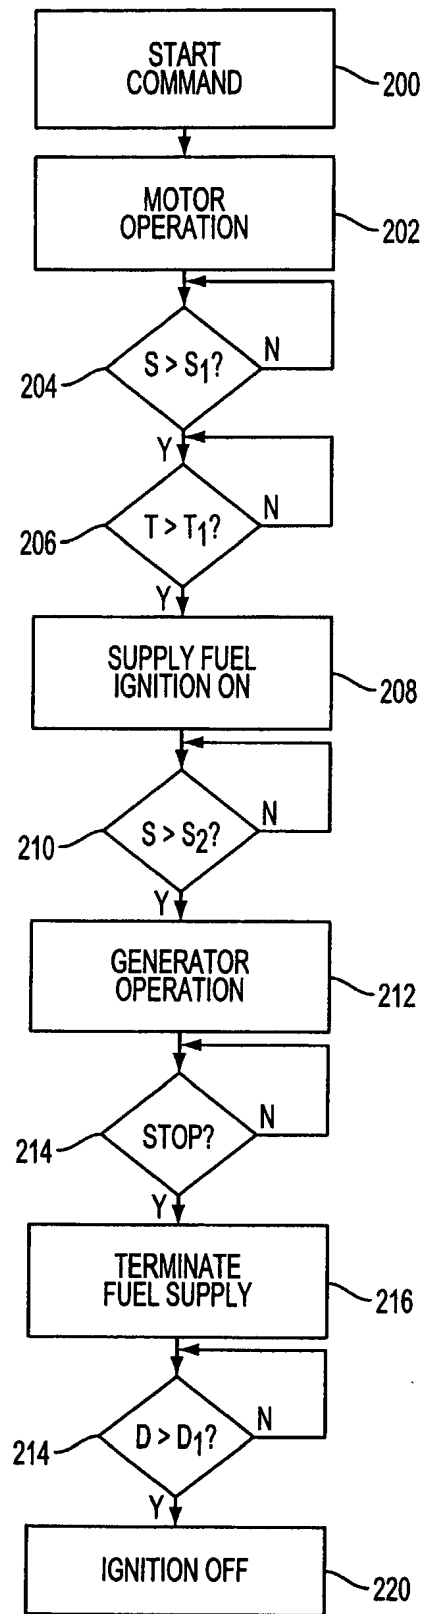 START
COMMAND
200
MOTOR
OPERATION
202
S > S1?
N
204
Y
T > T1?
N
206
Y
SUPPLY FUEL
IGNITION ON
208
S > S2?
N
210
Y
GENERATOR
OPERATION
212
STOP?
N
214
Y
TERMINATE
FUEL SUPPLY
216
D > D1?
N
214
Y
IGNITION OFF
220